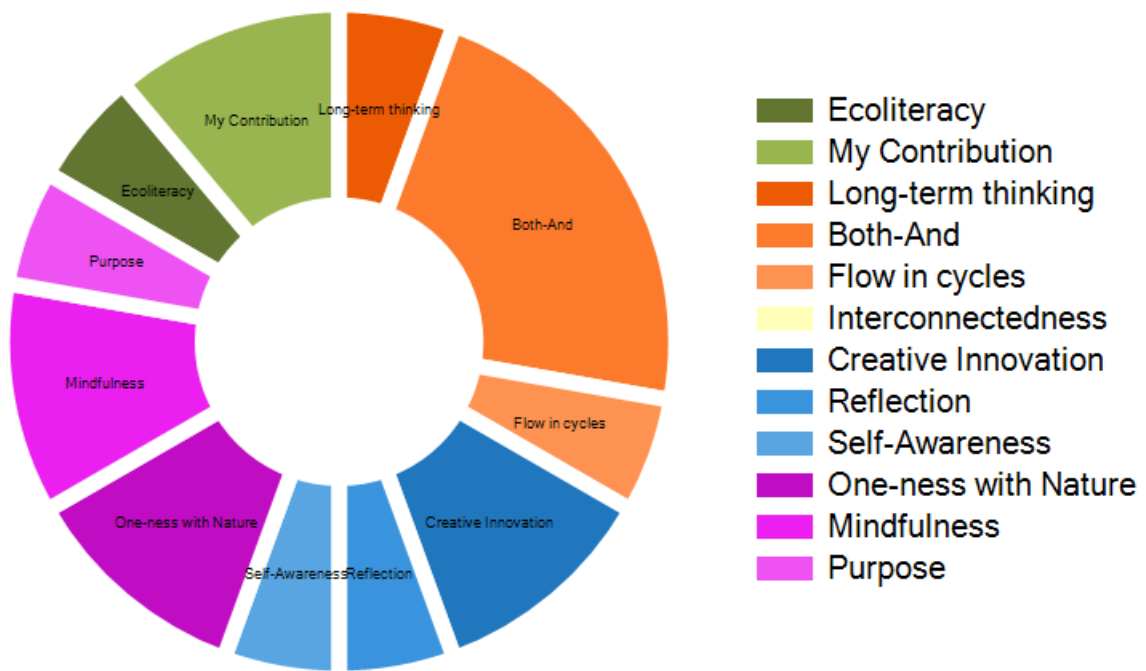 My Contribution
Long-term thinking
Ecoliteracy
Both-And
Purpose
Mindfulness
Flow in cycles
One-ness with Nature
Creative Innovation
Self-Awareness
Reflection
Ecoliteracy
My Contribution
Long-term thinking
Both-And
Flow in cycles
Interconnectedness
Creative Innovation
Reflection
Self-Awareness
One-ness with Nature
Mindfulness
Purpose